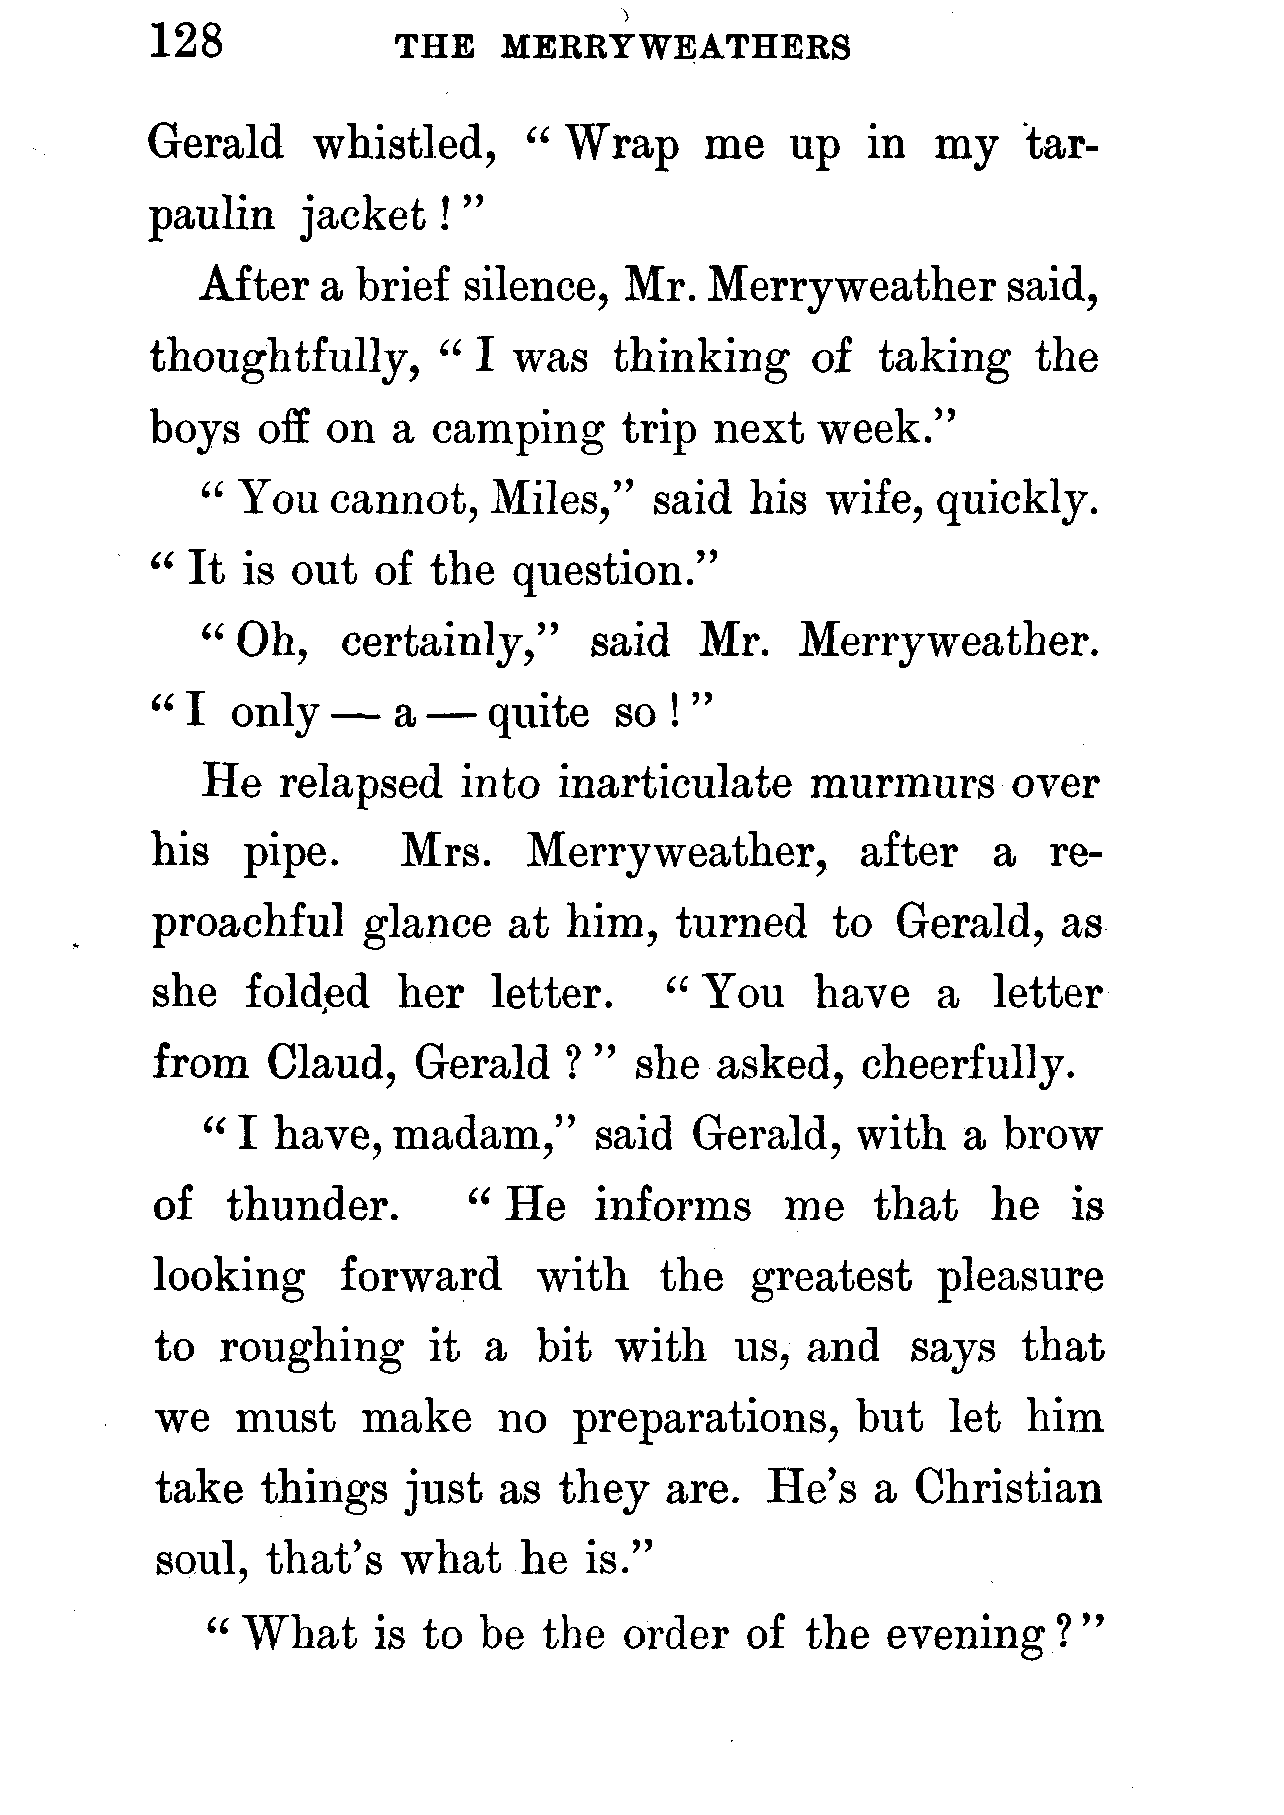 128 THE MERRYWEATHERS
Gerald whistled, “ Wrap me up in my tar-
paulin jacket ! ”
After a brief silence, Mr. Merryweather said,
thoughtfully, “ I was thinking of taking the
boys off on a camping trip next week.”
“ You cannot, Miles,” said his wife, quickly.
“ It is out of the question.”
“ Oh, certainly,” said Mr. Merryweather.
“ I only — a — quite so ! ”
He relapsed into inarticulate murmurs over
his pipe. Mrs. Merryweather, after a re-
proachful glance at him, turned to Gerald, as
she folded her letter. “ You have a letter
from Claud, Gerald ? ” she asked, cheerfully.
“ I have, madam,” said Gerald, with a brow
of thunder. “ He informs me that he is
looking forward with the greatest pleasure
to roughing it a bit with us, and says that
we must make no preparations, but let him
take things just as they are. He’s a Christian
soul, that’s what he is.”
“ What is to be the order of the evening ? ”